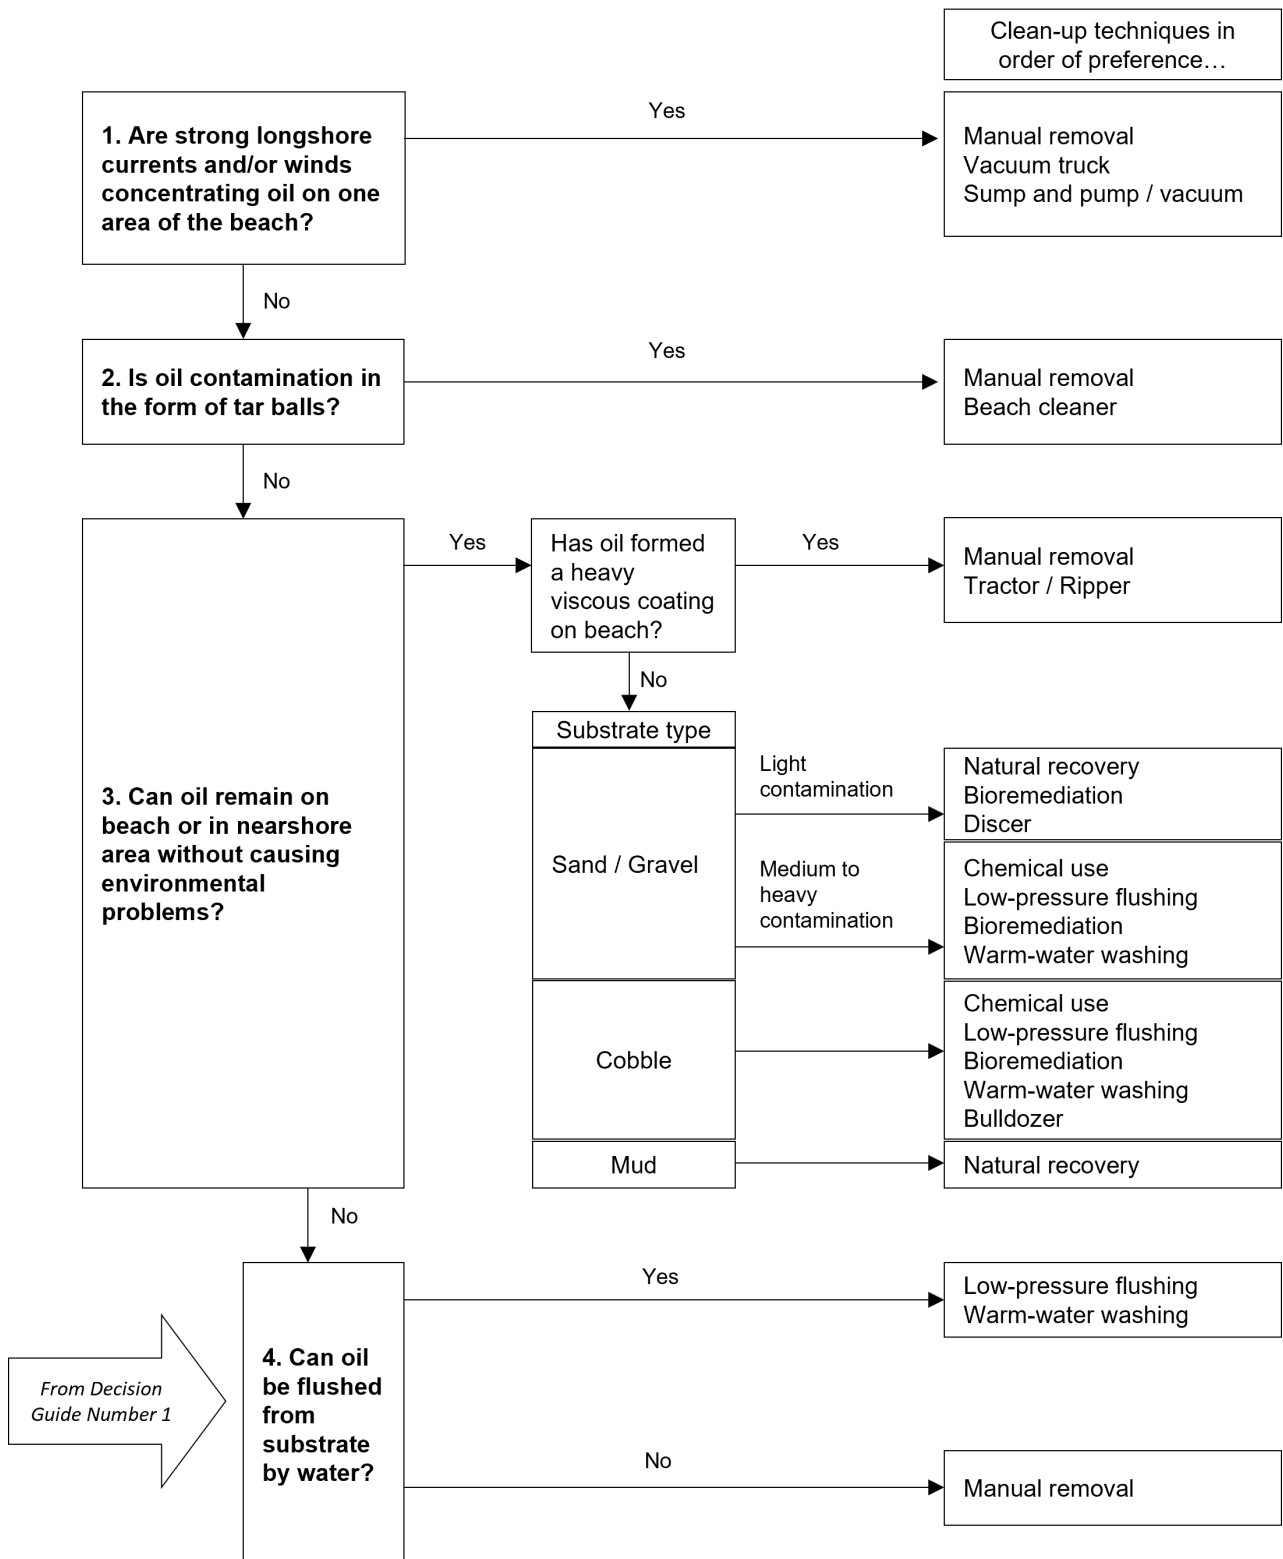 Clean-up techniques in
order of preference…
1. Are strong longshore
currents and/or winds
concentrating oil on one
area of the beach?
Yes
Manual removal
Vacuum truck
Sump and pump / vacuum
No
2. Is oil contamination in
the form of tar balls?
Yes
Manual removal
Beach cleaner
No
3. Can oil remain on
beach or in nearshore
area without causing
environmental
problems?
Yes
Has oil formed
a heavy
viscous coating
on beach?
Yes
Manual removal
Tractor / Ripper
No
Substrate type
Sand / Gravel
Light
contamination
Natural recovery
Bioremediation
Discer
Medium to
heavy
contamination
Chemical use
Low-pressure flushing
Bioremediation
Warm-water washing
Cobble
Chemical use
Low-pressure flushing
Bioremediation
Warm-water washing
Bulldozer
Mud
Natural recovery
No
From Decision
Guide Number 1
4. Can oil
be flushed
from
substrate
by water?
Yes
Low-pressure flushing
Warm-water washing
No
Manual removal